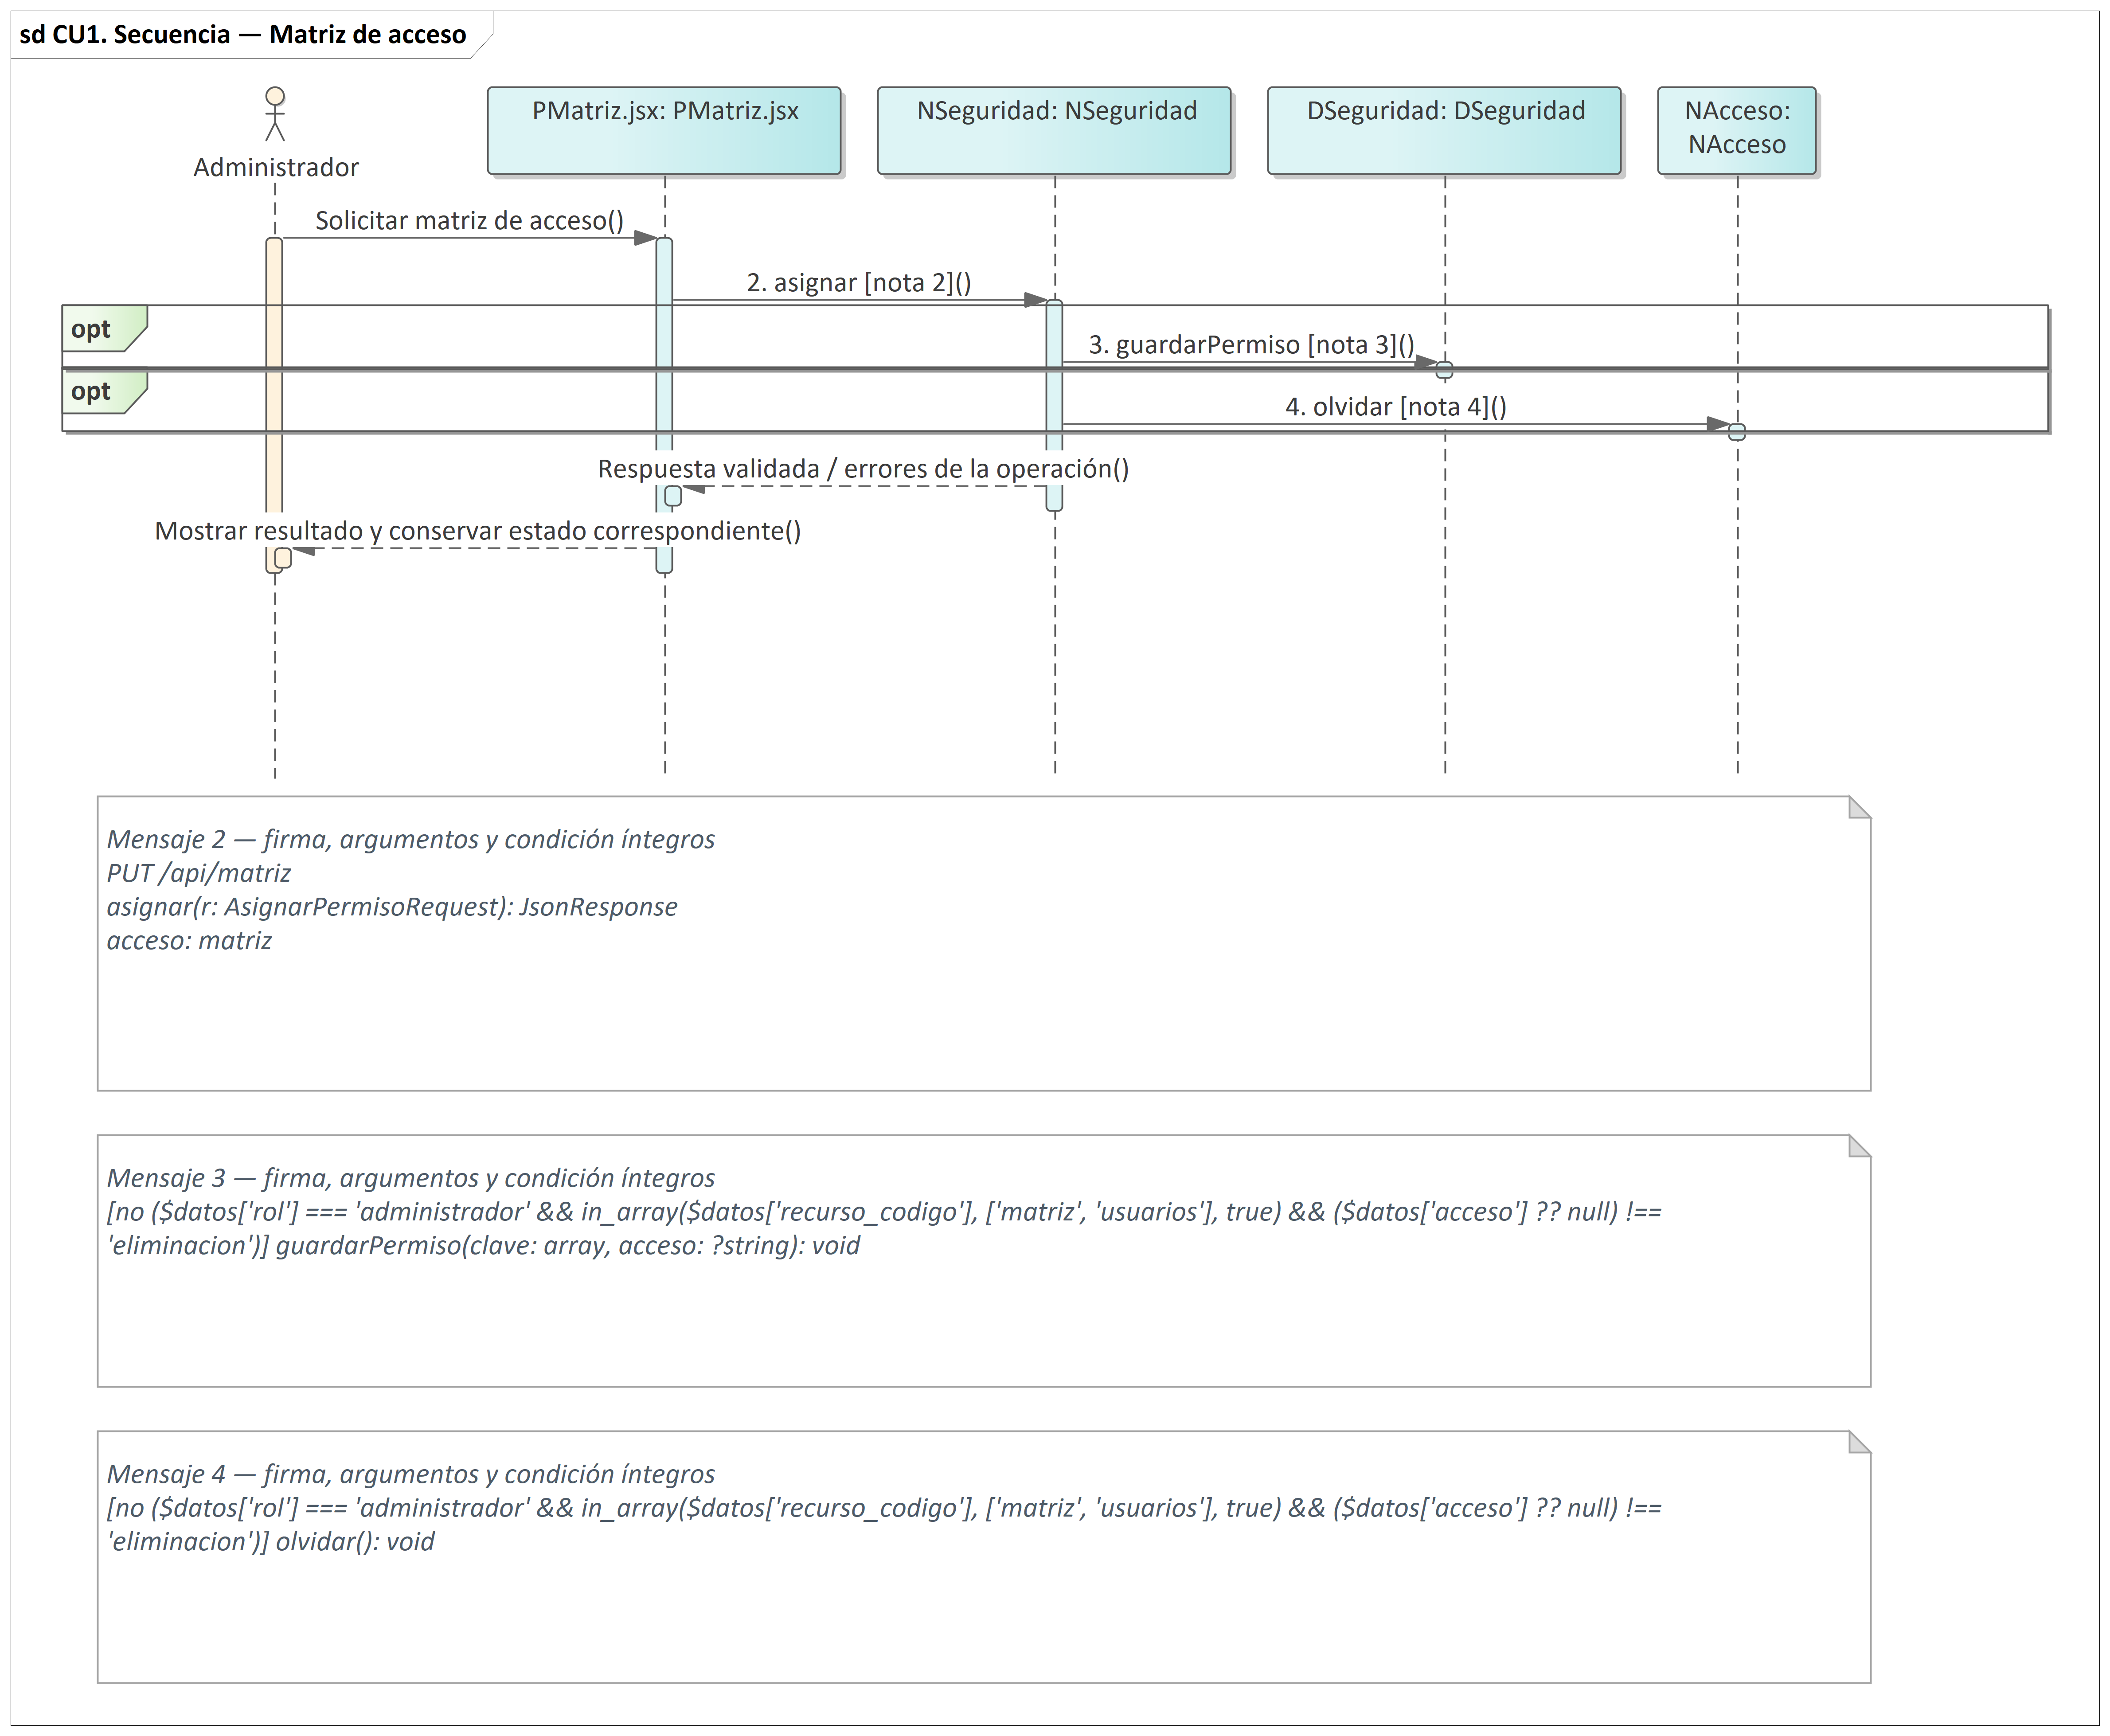 sd CU1. Secuencia — Matriz de acceso
Administrador
PMatriz.jsx: PMatriz.jsx
NSeguridad: NSeguridad
DSeguridad: DSeguridad
NAcceso:
NAcceso
Solicitar matriz de acceso()
2. asignar [nota 2]()
opt
3. guardarPermiso [nota 3]()
opt
4. olvidar [nota 4]()
Respuesta validada / errores de la operación()
Mostrar resultado y conservar estado correspondiente()
Mensaje 2 — firma, argumentos y condición íntegros
PUT /api/matriz
asignar(r: AsignarPermisoRequest): JsonResponse
acceso: matriz
Mensaje 3 — firma, argumentos y condición íntegros
[no ($datos['rol'] === 'administrador' && in_array($datos['recurso_codigo'], ['matriz', 'usuarios'], true) && ($datos['acceso'] ?? null) !==
'eliminacion')] guardarPermiso(clave: array, acceso: ?string): void
Mensaje 4 — firma, argumentos y condición íntegros
[no ($datos['rol'] === 'administrador' && in_array($datos['recurso_codigo'], ['matriz', 'usuarios'], true) && ($datos['acceso'] ?? null) !==
'eliminacion')] olvidar(): void